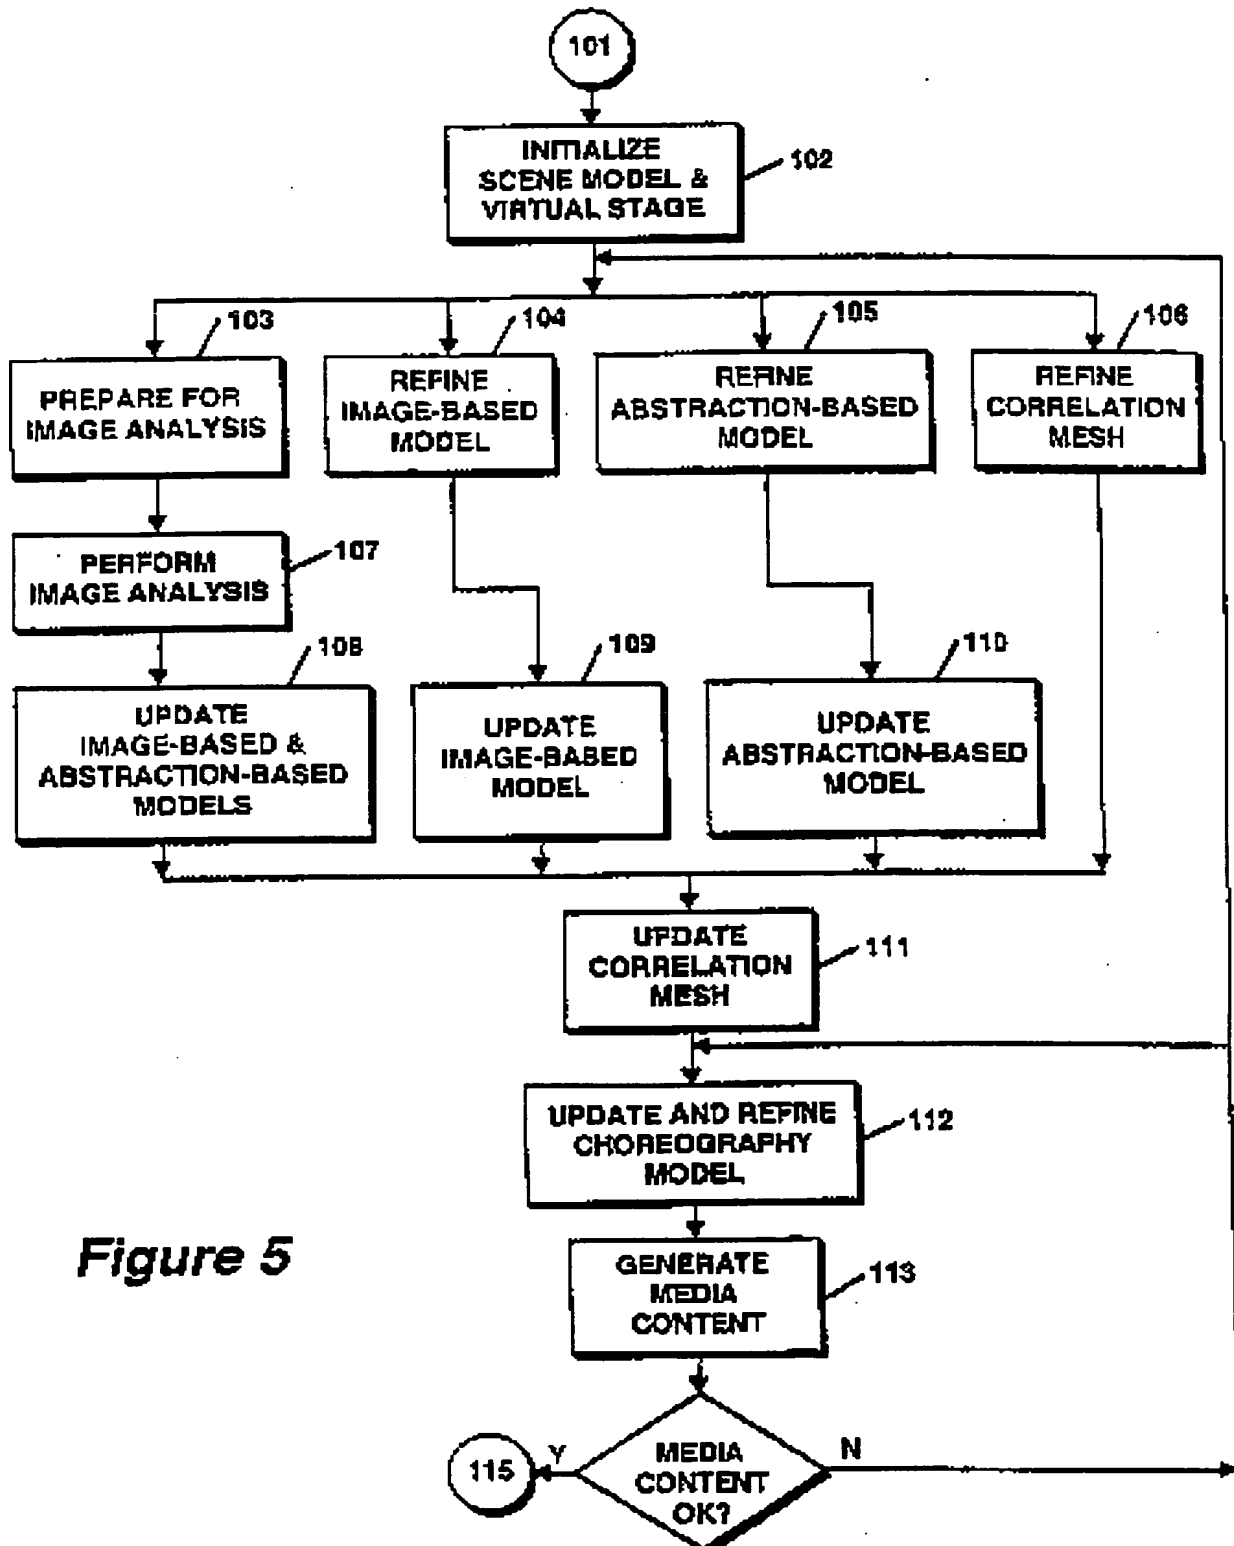 101
INITIALIZE
SCENE MODEL &
VIRTUAL STAGE
102
103
104
105
106
PREPARE FOR
IMAGE ANALYSIS
REFINE
IMAGE-BASED
MODEL
REFINE
ABSTRACTION-BASED
MODEL
REFINE
CORRELATION
MESH
PERFORM
IMAGE ANALYSIS
107
108
109
110
UPDATE
IMAGE-BASED &
ABSTRACTION-BASED
MODELS
UPDATE
IMAGE-BASED
MODEL
UPDATE
ABSTRACTION-BASED
MODEL
UPDATE
CORRELATION
MESH
111
UPDATE AND REFINE
CHOREOGRAPHY
MODEL
112
Figure 5
GENERATE
MEDIA
CONTENT
113
115
Y
MEDIA
CONTENT
OK?
N